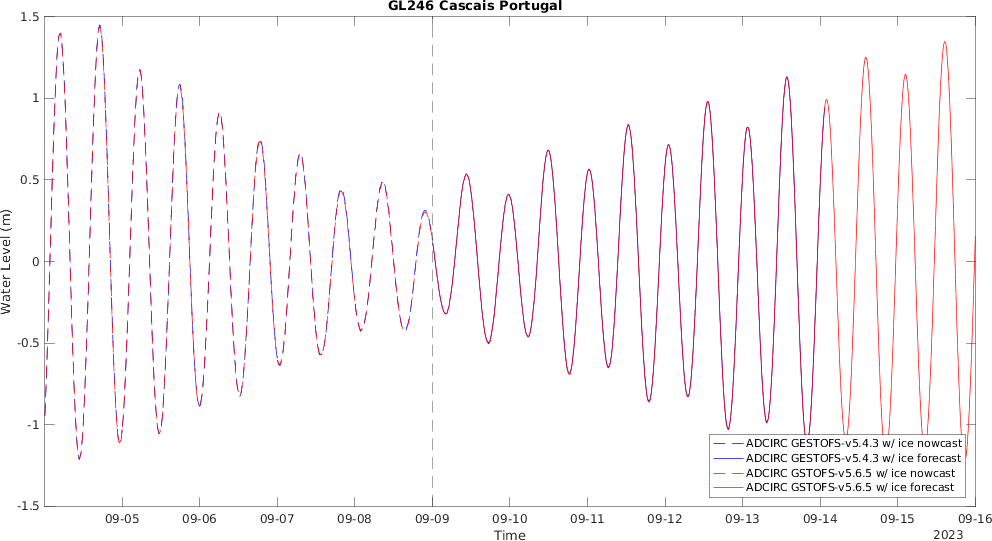 GL246 Cascais Portugal
1.5
1
0.5
0
-0.5
-1
-1.5
Water Level (m)
ADCIRC GESTOFS-v5.4.3 w/ ice nowcast
ADCIRC GESTOFS-v5.4.3 w/ ice forecast
ADCIRC GSTOFS-v5.6.5 w/ ice nowcast
ADCIRC GSTOFS-v5.6.5 w/ ice forecast
09-05 09-06 09-07 09-08 09-09 09-10 09-11 09-12 09-13 09-14 09-15 09-16
Time
2023